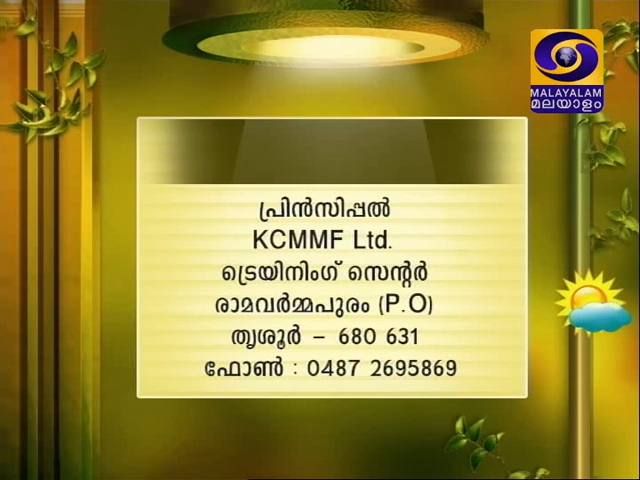 MALAYALAM
മലയാളം
പ്രിൻസിപ്പൽ
KCMMF Ltd.
ട്രെയിനിംഗ് സെന്റർ
രാമവർമ്മപുരം (P.O)
തൃശൂർ – 680 631
ഫോൺ : 0487 2695869